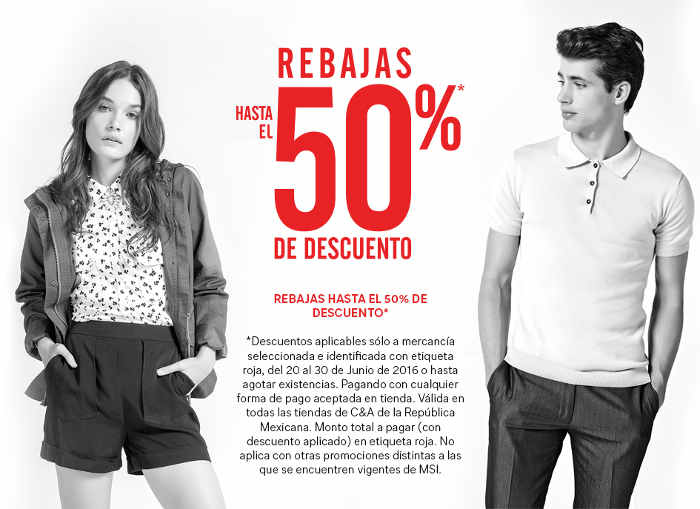 REBAJAS
HASTA
EL
50%*
DE DESCUENTO
REBAJAS HASTA EL 50% DE
DESCUENTO*
*Descuentos aplicables sólo a mercancía
seleccionada e identificada con etiqueta
roja, del 20 al 30 de Junio de 2016 o hasta
agotar existencias. Pagando con cualquier
forma de pago aceptada en tienda. Válida en
todas las tiendas de C&A de la República
Mexicana. Monto total a pagar (con
descuento aplicado) en etiqueta roja. No
aplica con otras promociones distintas a las
que se encuentren vigentes de MSI.